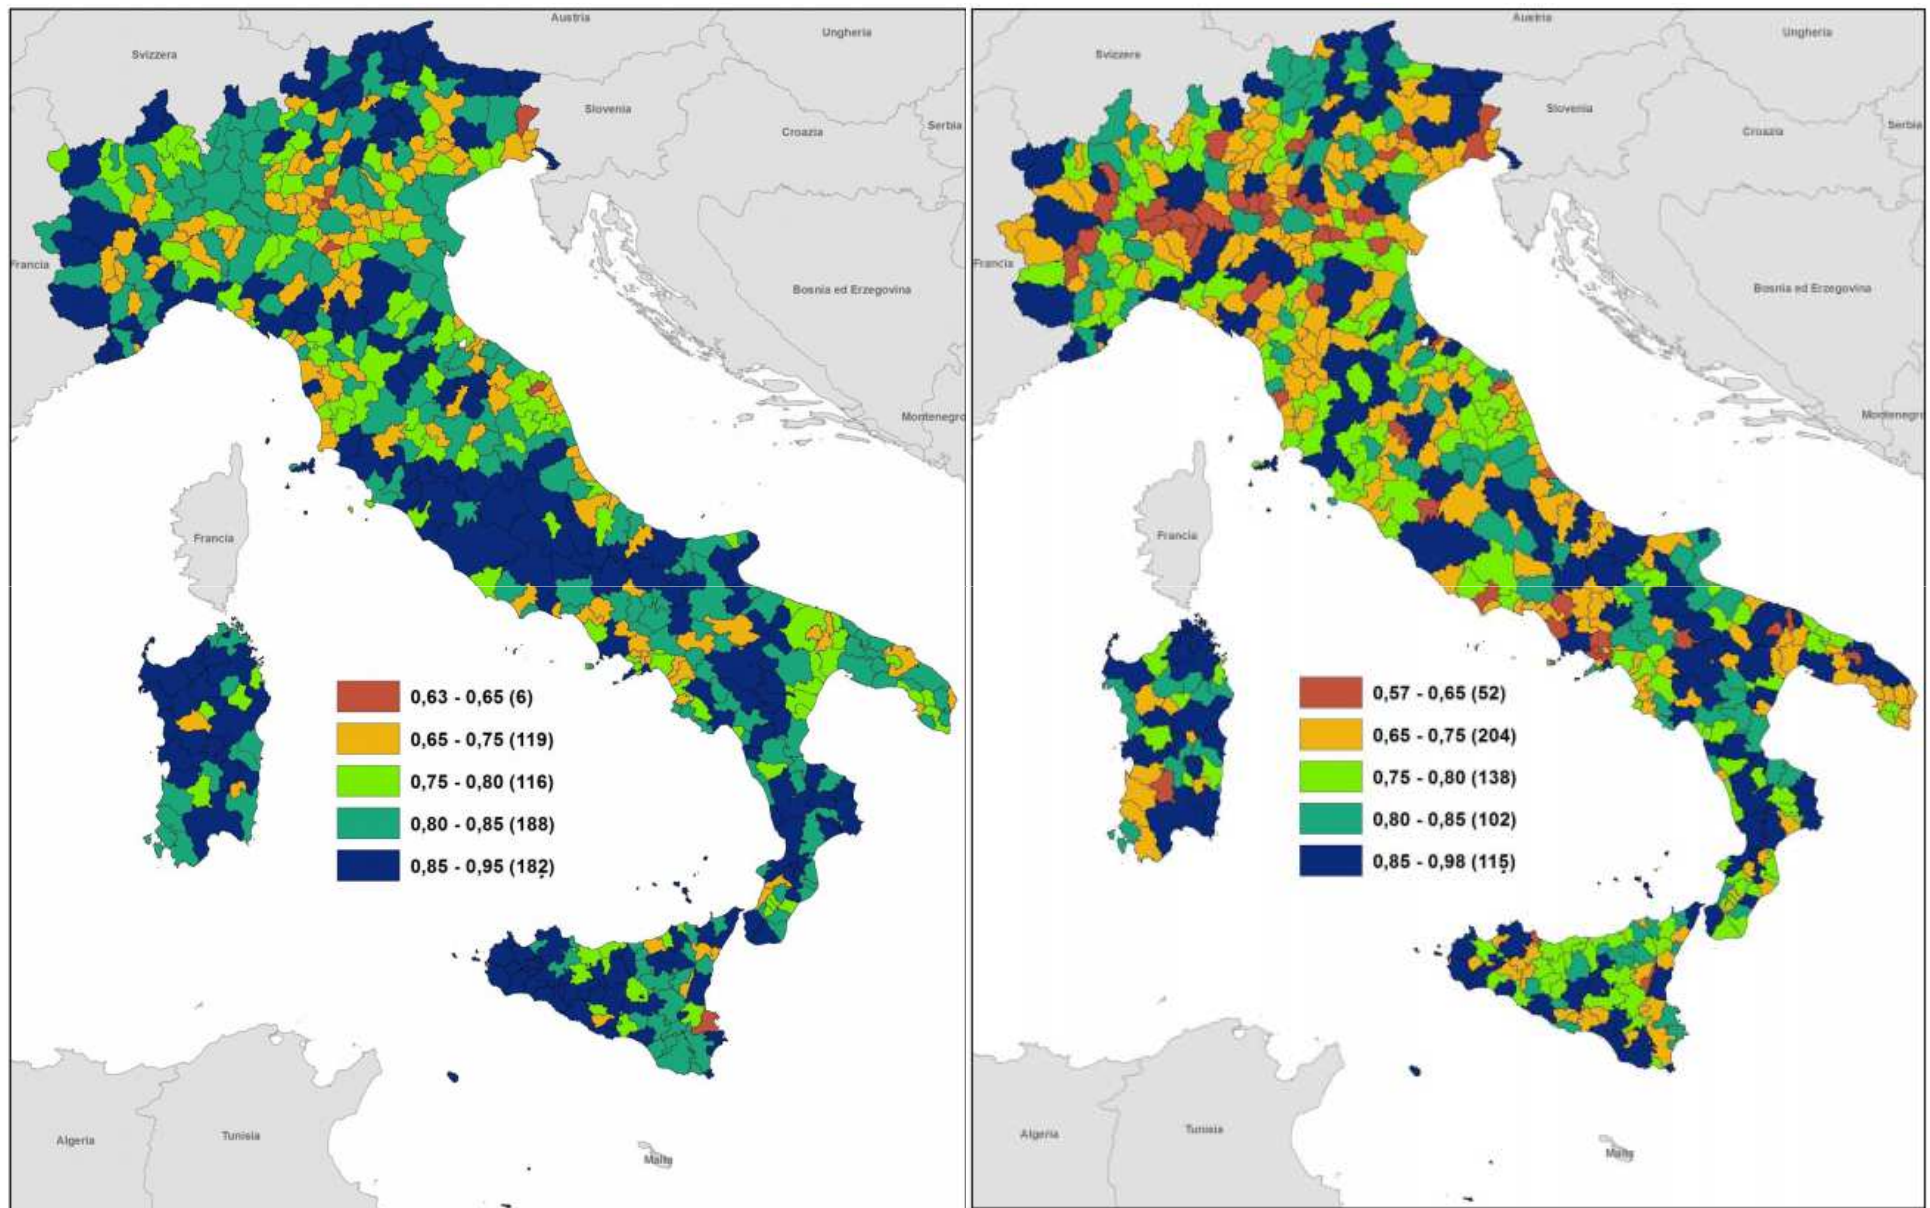 Austria
Ungheria
Svizzera
Slovenia
Croazia
Serbia
Francia
Bosnia ed Erzegovina
Montenegro
Francia
0,63 - 0,65 (6)
0,65 - 0,75 (119)
0,75 - 0,80 (116)
0,80 - 0,85 (188)
0,85 - 0,95 (182)
Algeria
Tunisia
Malta
Austria
Ungheria
Svizzera
Slovenia
Croazia
Serbia
Francia
Bosnia ed Erzegovina
Montenegro
Francia
0,57 - 0,65 (52)
0,65 - 0,75 (204)
0,75 - 0,80 (138)
0,80 - 0,85 (102)
0,85 - 0,98 (115)
Algeria
Tunisia
Malta